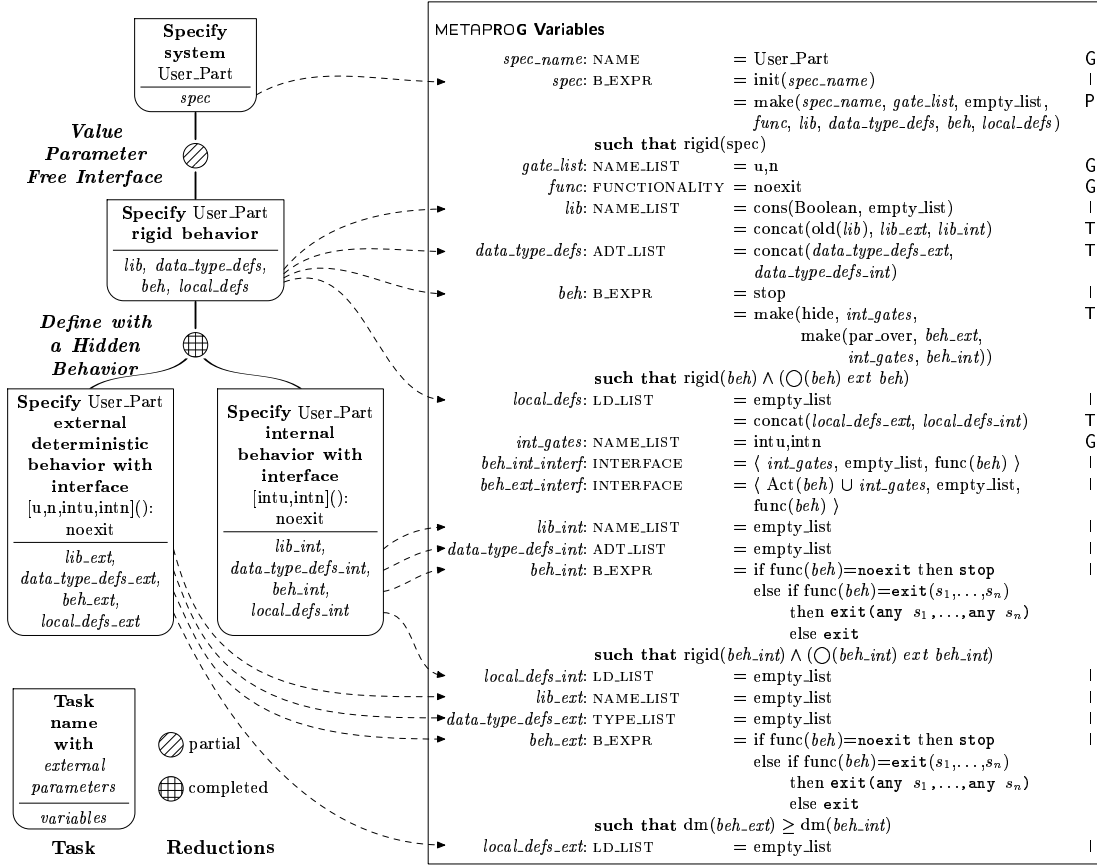 Specify
system
User_Part
spec
Value
Parameter
Free Interface
Specify User_Part
rigid behavior
lib, data_type_defs,
beh, local_defs
Define with
a Hidden
Behavior
Specify User_Part
external
deterministic
behavior with
interface
[u,n,intu,intn]():
noexit
lib_ext,
data_type_defs_ext,
beh_ext,
local_defs_ext
Specify User_Part
internal
behavior with
interface
[intu,intn]():
noexit
lib_int,
data_type_defs_int,
beh_int,
local_defs_int
Task
name
with
external
parameters
variables
Task
partial
completed
Reductions
METAPROG Variables
spec_name: NAME = User_Part G
spec: B_EXPR = init(spec_name) I
= make(spec_name, gate_list, empty_list, P
func, lib, data_type_defs, beh, local_defs)
such that rigid(spec)
gate_list: NAME_LIST = u,n G
func: FUNCTIONALITY = noexit G
lib: NAME_LIST = cons(Boolean, empty_list) I
= concat(old(lib), lib_ext, lib_int) T
data_type_defs: ADT_LIST = concat(data_type_defs_ext, T
data_type_defs_int)
beh: B_EXPR = stop I
= make(hide, int_gates, T
make(par_over, beh_ext,
int_gates, beh_int))
such that rigid(beh) ∧ (◯(beh) ext beh)
local_defs: LD_LIST = empty_list I
= concat(local_defs_ext, local_defs_int) T
int_gates: NAME_LIST = intu,intn G
beh_int_interf: INTERFACE = ⟨ int_gates, empty_list, func(beh) ⟩ I
beh_ext_interf: INTERFACE = ⟨ Act(beh) ∪ int_gates, empty_list, I
func(beh) ⟩
lib_int: NAME_LIST = empty_list I
data_type_defs_int: ADT_LIST = empty_list I
beh_int: B_EXPR = if func(beh)=noexit then stop I
else if func(beh)=exit(s₁,...,sₙ)
then exit(any s₁,...,any sₙ)
else exit
such that rigid(beh_int) ∧ (◯(beh_int) ext beh_int)
local_defs_int: LD_LIST = empty_list I
lib_ext: NAME_LIST = empty_list I
data_type_defs_ext: TYPE_LIST = empty_list I
beh_ext: B_EXPR = if func(beh)=noexit then stop I
else if func(beh)=exit(s₁,...,sₙ)
then exit(any s₁,...,any sₙ)
else exit
such that dm(beh_ext) ≥ dm(beh_int)
local_defs_ext: LD_LIST = empty_list I